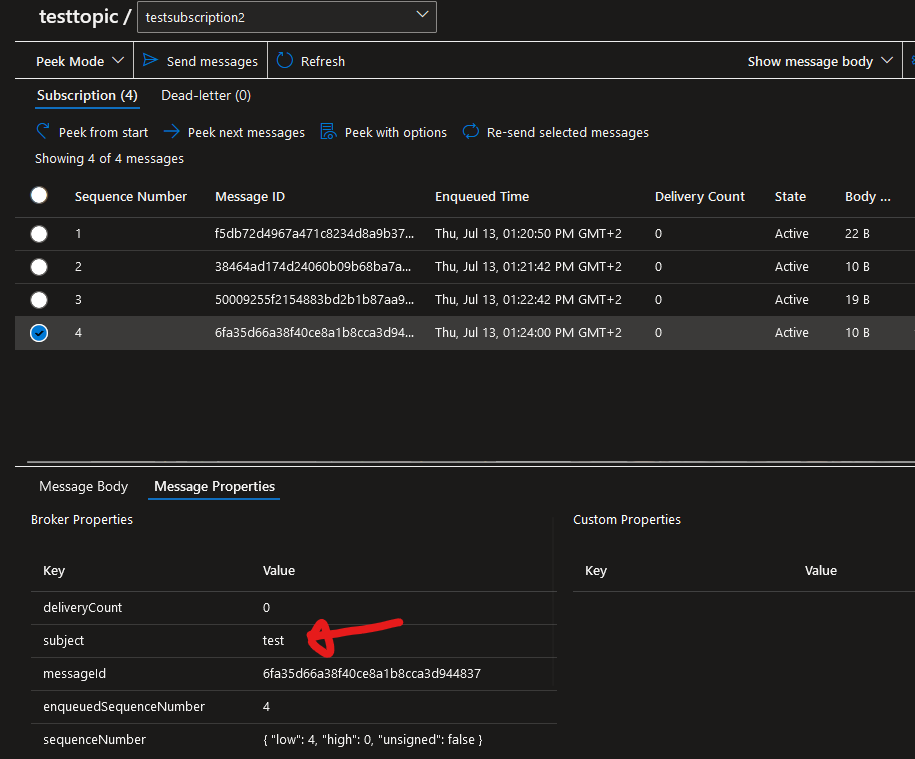 testtopic / testsubscription2
Peek Mode Send messages Refresh Show message body
Subscription (4) Dead-letter (0)
Peek from start Peek next messages Peek with options Re-send selected messages
Showing 4 of 4 messages
Sequence Number Message ID Enqueued Time Delivery Count State Body ...
1 f5db72d4967a471c8234d8a9b37... Thu, Jul 13, 01:20:50 PM GMT+2 0 Active 22 B
2 38464ad174d24060b09b68ba7a... Thu, Jul 13, 01:21:42 PM GMT+2 0 Active 10 B
3 50009255f2154883bd2b1b87aa9... Thu, Jul 13, 01:22:42 PM GMT+2 0 Active 19 B
4 6fa35d66a38f40ce8a1b8cca3d94... Thu, Jul 13, 01:24:00 PM GMT+2 0 Active 10 B
Message Body Message Properties
Broker Properties Custom Properties
Key Value Key Value
deliveryCount 0
subject test
messageId 6fa35d66a38f40ce8a1b8cca3d944837
enqueuedSequenceNumber 4
sequenceNumber { "low": 4, "high": 0, "unsigned": false }